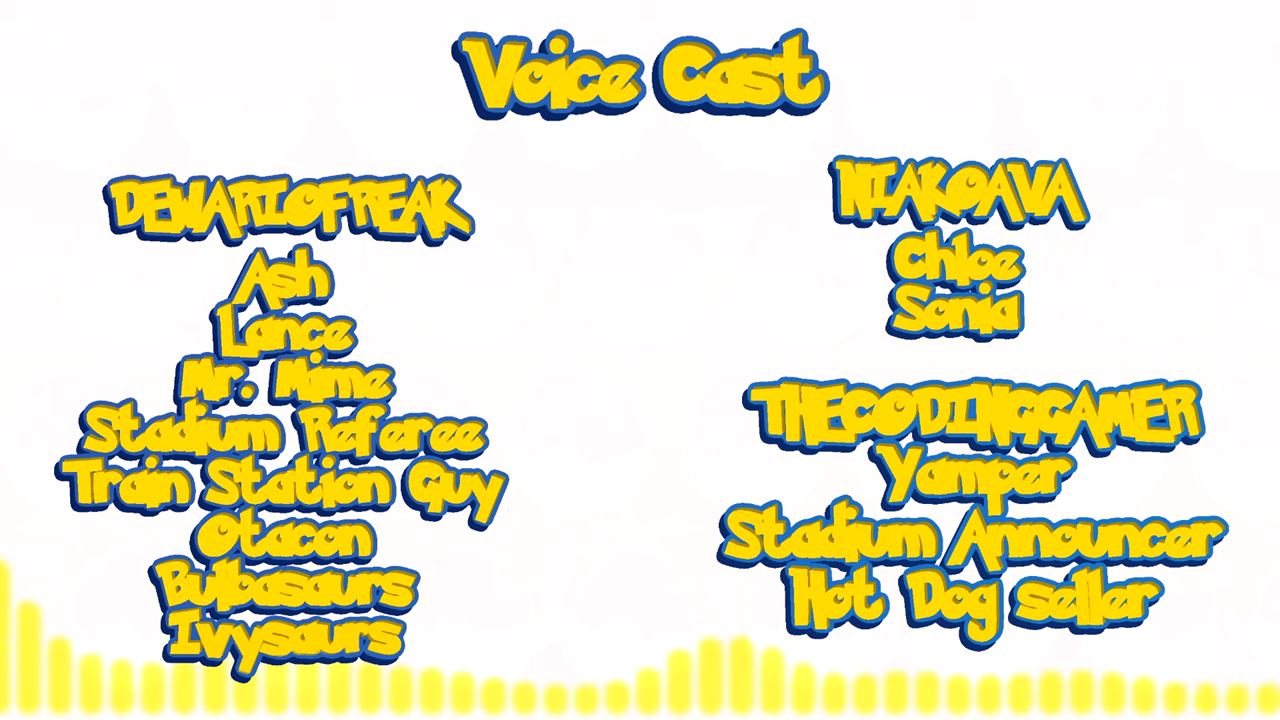 Voice Cast
DEWARIOFREAK
Ash
Lance
Mr. Mime
Stadium Referee
Train Station Guy
Otacon
Bulbasaurs
Ivysaurs
NIAKOAVA
Chloe
Sonia
THECODINGGAMER
Yamper
Stadium Announcer
Hot Dog seller